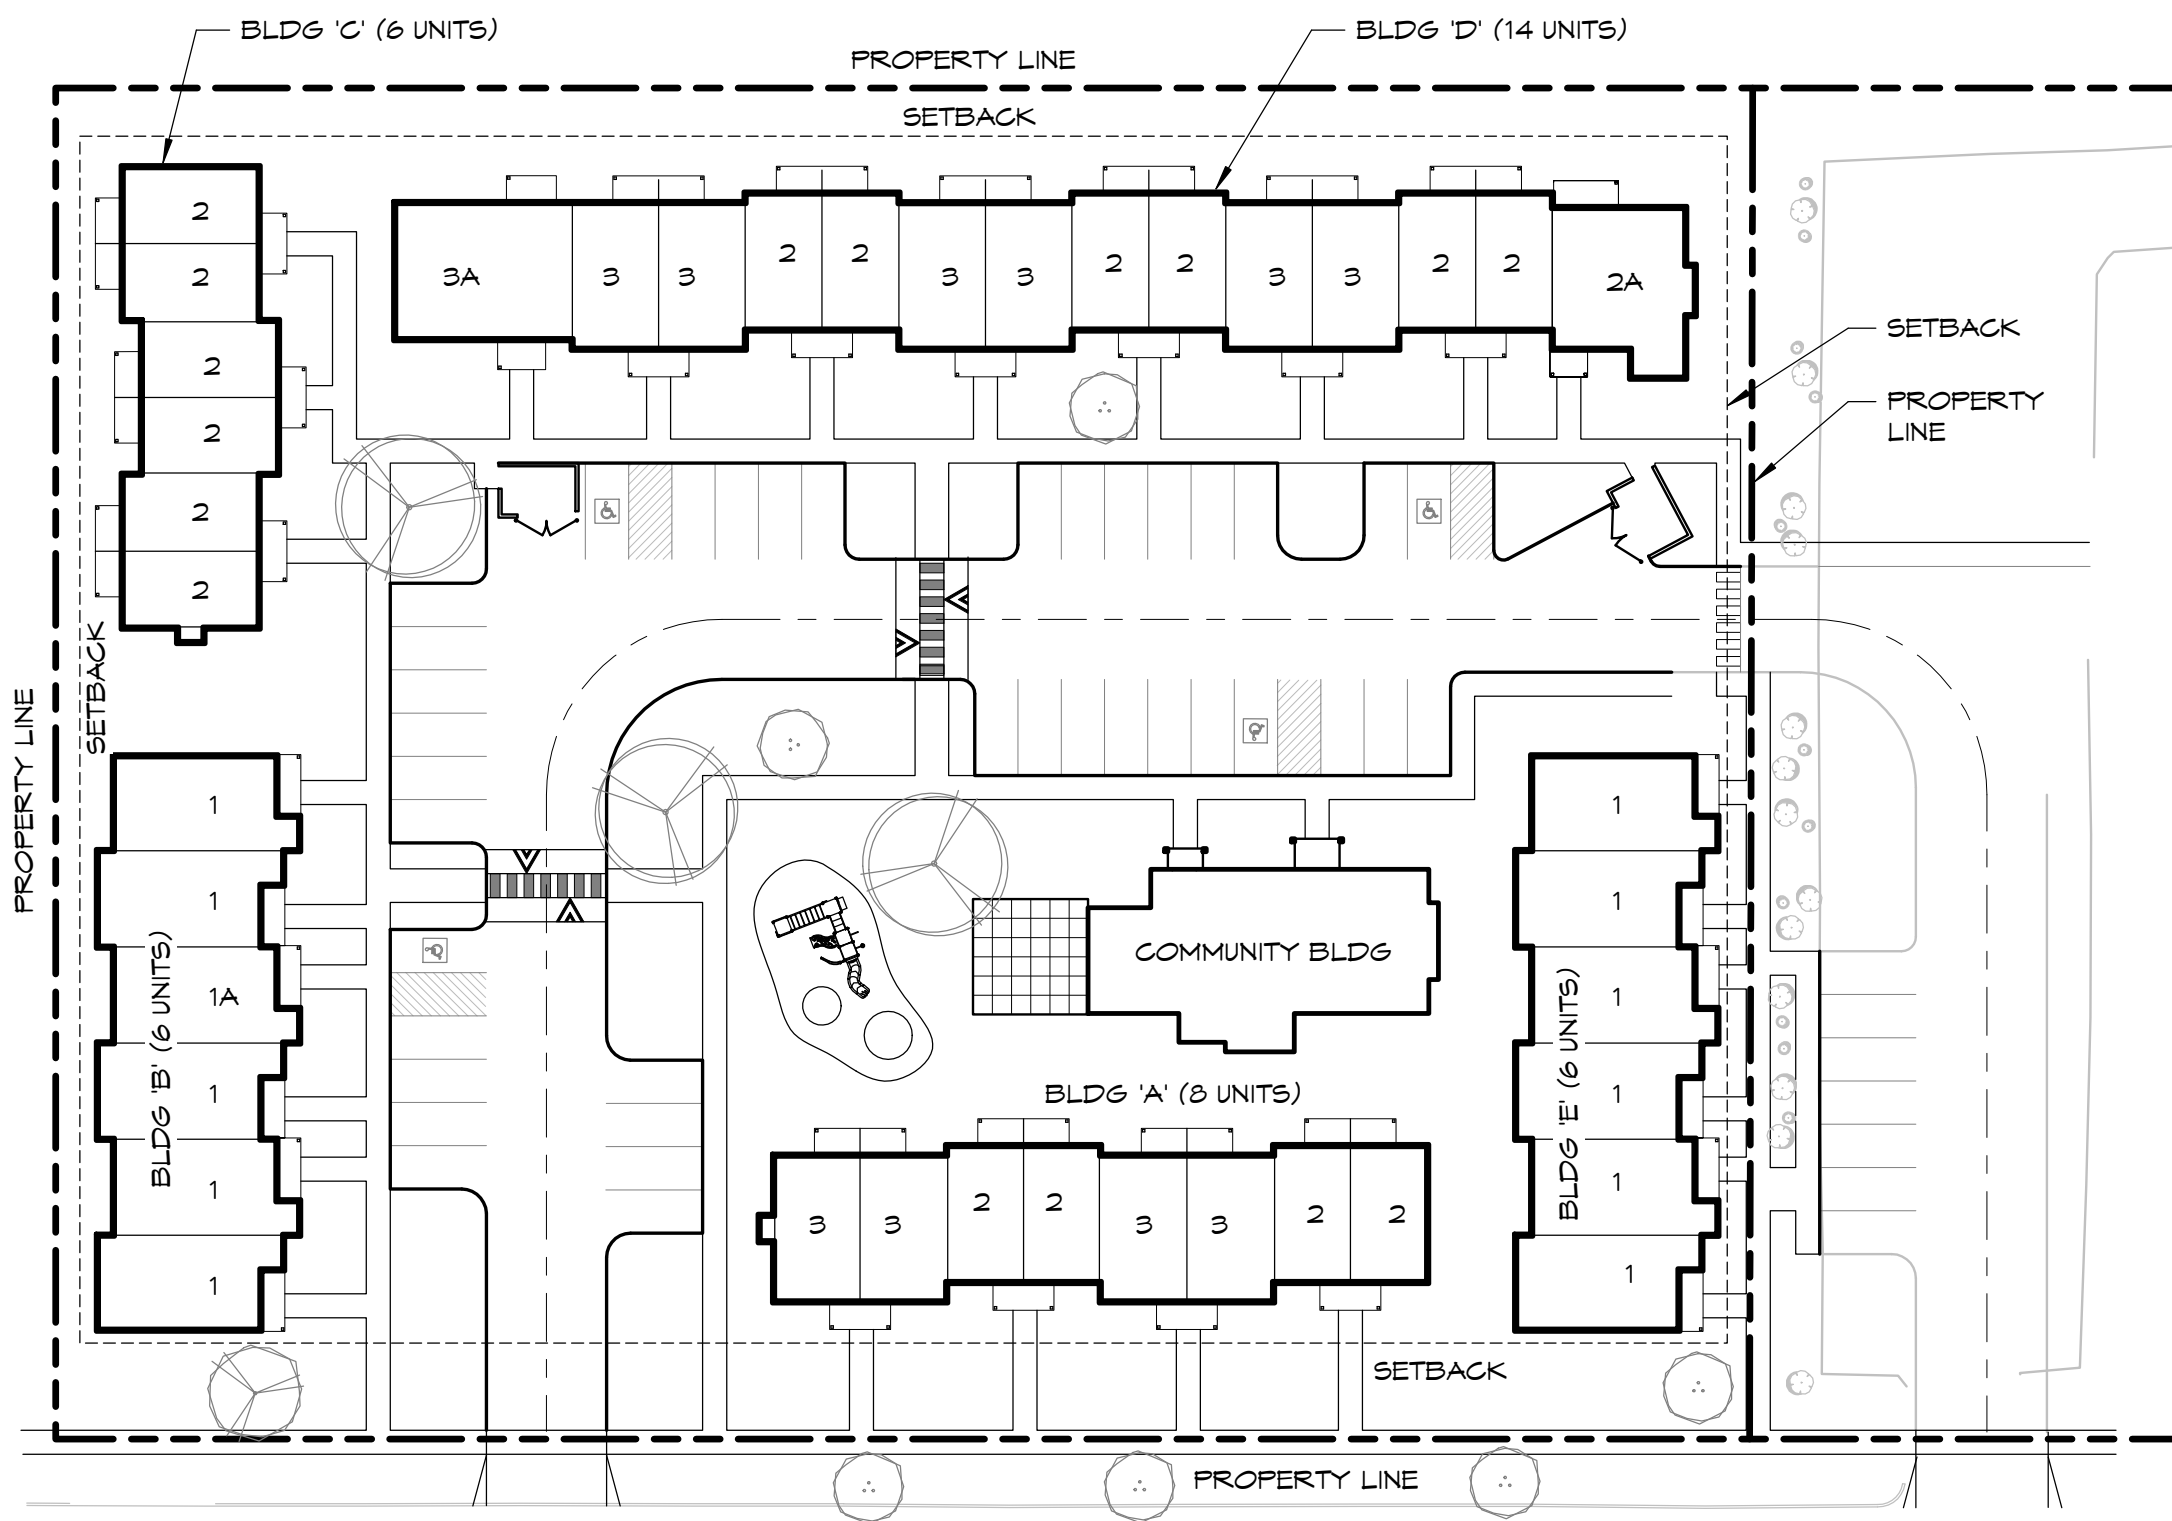 BLDG 'C' (6 UNITS)
BLDG 'D' (14 UNITS)
PROPERTY LINE
SETBACK
2
2
2
2
2
2
3A
3
3
2
2
3
3
2
2
3
3
2
2
2A
SETBACK
PROPERTY
LINE
SETBACK
PROPERTY LINE
1
1
1A
1
1
1
BLDG 'B' (6 UNITS)
COMMUNITY BLDG
BLDG 'A' (8 UNITS)
3
3
2
2
3
3
2
2
1
1
1
1
1
1
BLDG 'E' (6 UNITS)
SETBACK
PROPERTY LINE